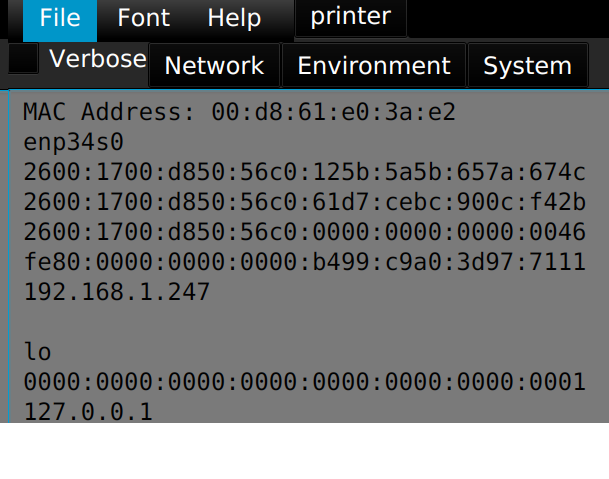 File Font Help printer
Verbose Network Environment System
MAC Address: 00:d8:61:e0:3a:e2
enp34s0
2600:1700:d850:56c0:125b:5a5b:657a:674c
2600:1700:d850:56c0:61d7:cebc:900c:f42b
2600:1700:d850:56c0:0000:0000:0000:0046
fe80:0000:0000:0000:b499:c9a0:3d97:7111
192.168.1.247
lo
0000:0000:0000:0000:0000:0000:0000:0001
127.0.0.1